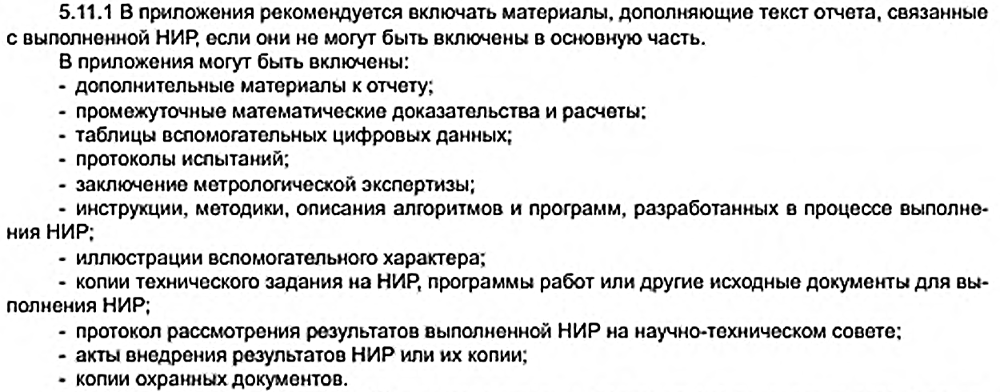 5.11.1 В приложения рекомендуется включать материалы, дополняющие текст отчета, связанные
с выполненной НИР, если они не могут быть включены в основную часть.
В приложения могут быть включены:
- дополнительные материалы к отчету;
- промежуточные математические доказательства и расчеты;
- таблицы вспомогательных цифровых данных;
- протоколы испытаний;
- заключение метрологической экспертизы;
- инструкции, методики, описания алгоритмов и программ, разработанных в процессе выполне-
ния НИР;
- иллюстрации вспомогательного характера;
- копии технического задания на НИР, программы работ или другие исходные документы для вы-
полнения НИР;
- протокол рассмотрения результатов выполненной НИР на научно-техническом совете;
- акты внедрения результатов НИР или их копии;
- копии охранных документов.